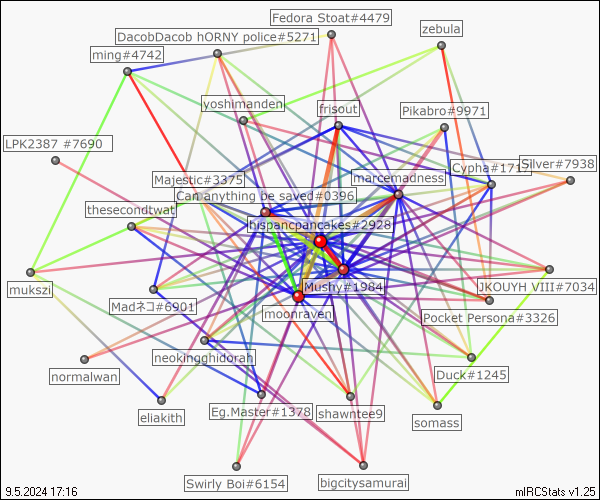 Fedora Stoat#4479
zebula
DacobDacob hORNY police#5271
ming#4742
yoshimanden
frisout
Pikabro#9971
LPK2387 #7690
marcemadness
Cypha#1717
Silver#7938
Majestic#3375
Can anything be saved#0396
thesecondtwat
hispancpancakes#2928
mukszi
Mushy#1984
JKOUYH VIII#7034
Madネコ#6901
moonraven
Pocket Persona#3326
neokingghidorah
normalwan
Duck#1245
eliakith
Eg.Master#1378
shawntee9
somass
Swirly Boi#6154
bigcitysamurai
9.5.2024 17:16
mIRCStats v1.25